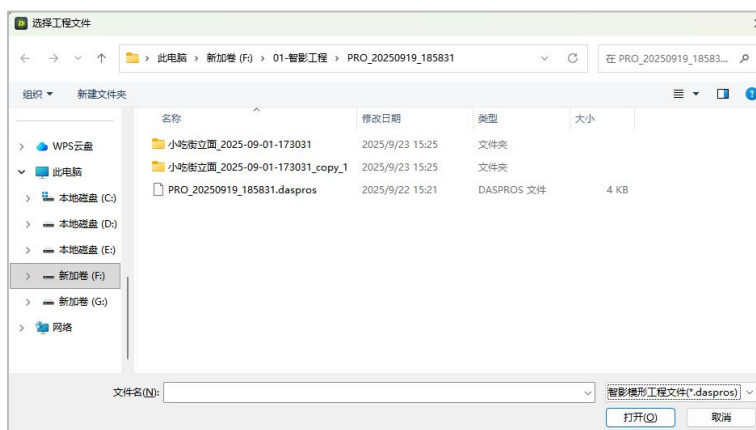 选择工程文件
此电脑 › 新加卷 (F:) › 01-智影工程 › PRO_20250919_185831
在 PRO_20250919_18583...
组织 新建文件夹
名称 修改日期 类型 大小
WPS云盘
此电脑
本地磁盘 (C:)
本地磁盘 (D:)
本地磁盘 (E:)
新加卷 (F:)
新加卷 (G:)
网络
小吃街立面_2025-09-01-173031 2025/9/23 15:25 文件夹
小吃街立面_2025-09-01-173031_copy_1 2025/9/23 15:25 文件夹
PRO_20250919_185831.daspros 2025/9/22 15:21 DASPROS 文件 4 KB
文件名(N):
智影模形工程文件(*.daspros)
打开(O) 取消